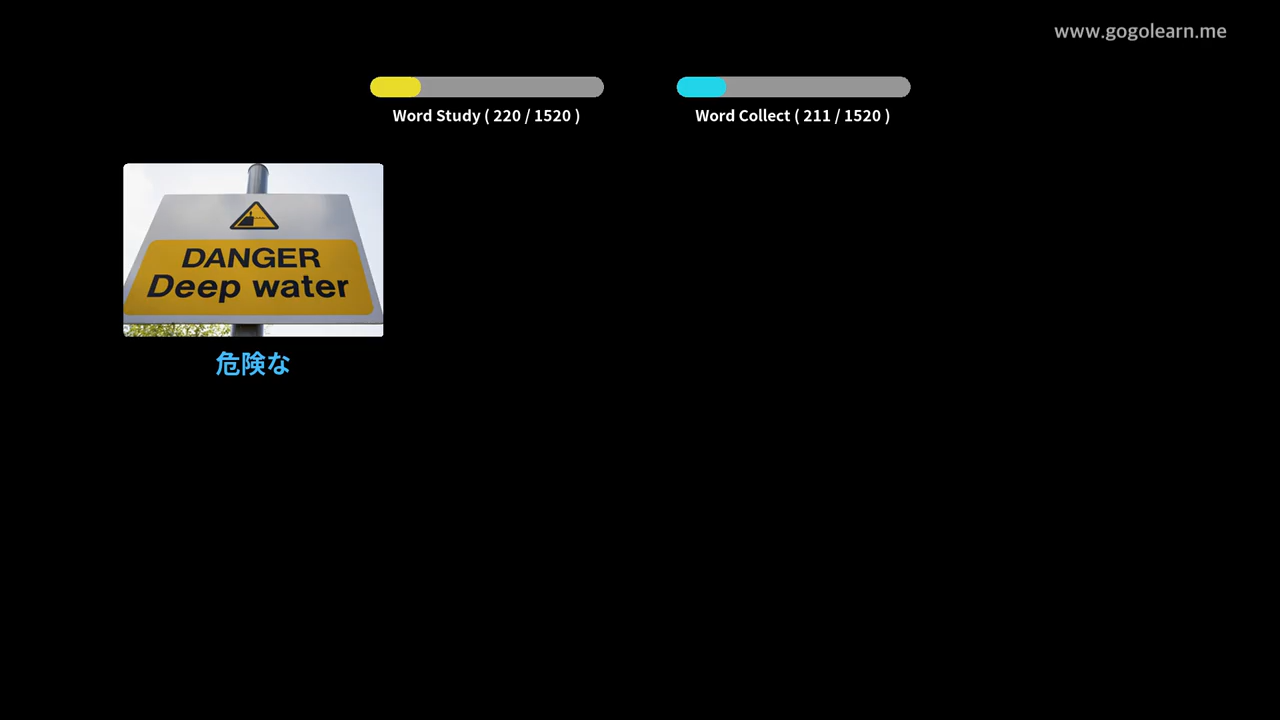 www.gogolearn.me
Word Study ( 220 / 1520 )
Word Collect ( 211 / 1520 )
DANGER
Deep water
危険な